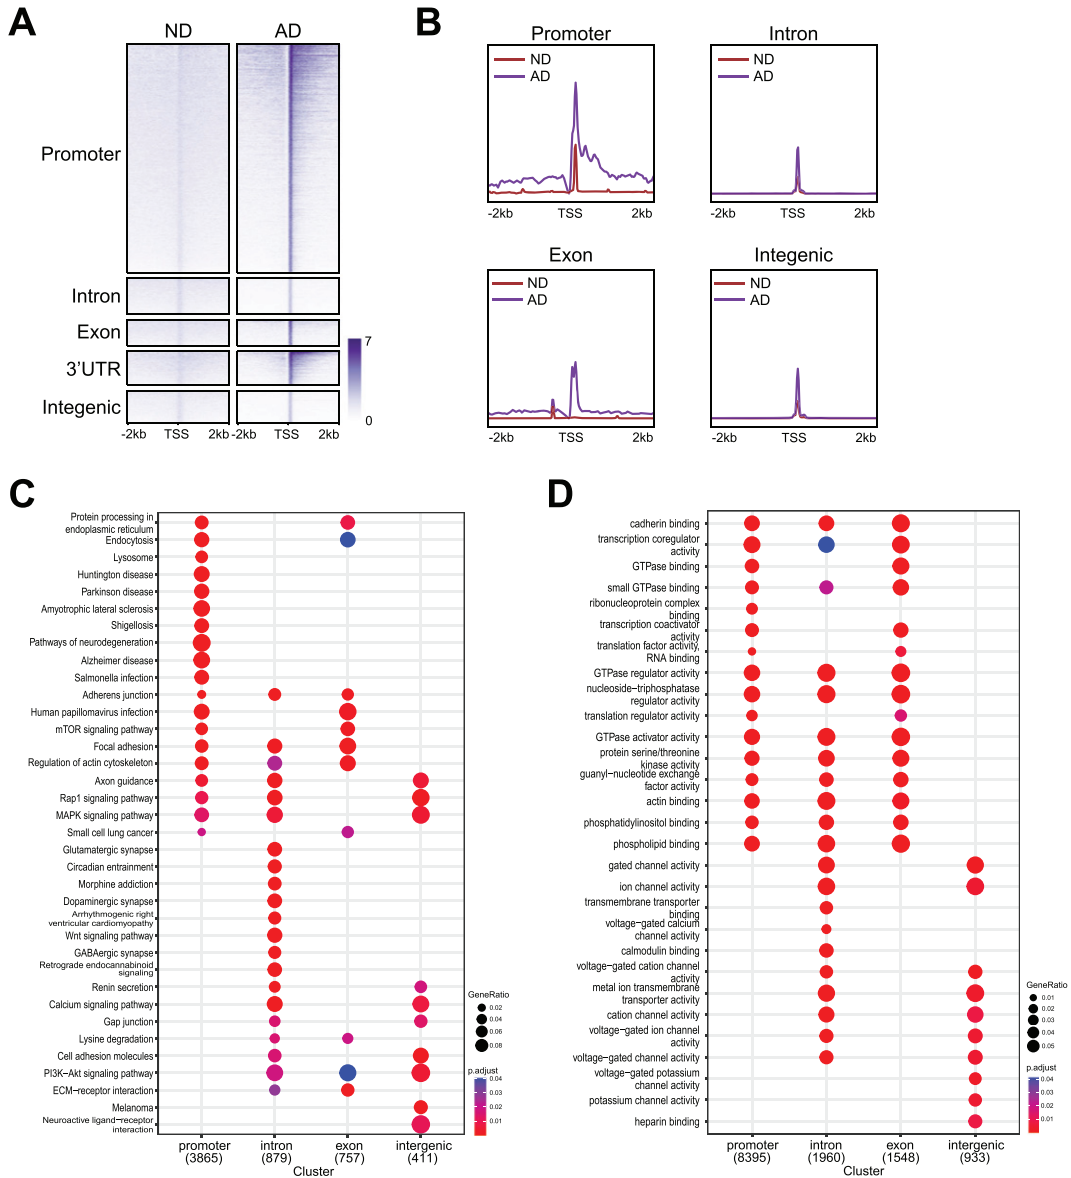 A
ND
AD
Promoter
Intron
Exon
3'UTR
Integenic
7
0
-2kb
TSS
2kb
-2kb
TSS
2kb
B
Promoter
ND
AD
-2kb
TSS
2kb
Intron
ND
AD
-2kb
TSS
2kb
Exon
ND
AD
-2kb
TSS
2kb
Integenic
ND
AD
-2kb
TSS
2kb
C
Protein processing in
endoplasmic reticulum
Endocytosis
Lysosome
Huntington disease
Parkinson disease
Amyotrophic lateral sclerosis
Shigellosis
Pathways of neurodegeneration
Alzheimer disease
Salmonella infection
Adherens junction
Human papillomavirus infection
mTOR signaling pathway
Focal adhesion
Regulation of actin cytoskeleton
Axon guidance
Rap1 signaling pathway
MAPK signaling pathway
Small cell lung cancer
Glutamatergic synapse
Circadian entrainment
Morphine addiction
Dopaminergic synapse
Arrhythmogenic right
ventricular cardiomyopathy
Wnt signaling pathway
GABAergic synapse
Retrograde endocannabinoid
signaling
Renin secretion
Calcium signaling pathway
Gap junction
Lysine degradation
Cell adhesion molecules
PI3K−Akt signaling pathway
ECM−receptor interaction
Melanoma
Neuroactive ligand−receptor
interaction
promoter
(3865)
intron
(879)
exon
(757)
intergenic
(411)
Cluster
GeneRatio
0.02
0.04
0.06
0.08
p.adjust
0.04
0.03
0.02
0.01
D
cadherin binding
transcription coregulator
activity
GTPase binding
small GTPase binding
ribonucleoprotein complex
binding
transcription coactivator
activity
translation factor activity,
RNA binding
GTPase regulator activity
nucleoside−triphosphatase
regulator activity
translation regulator activity
GTPase activator activity
protein serine/threonine
kinase activity
guanyl−nucleotide exchange
factor activity
actin binding
phosphatidylinositol binding
phospholipid binding
gated channel activity
ion channel activity
transmembrane transporter
binding
voltage−gated calcium
channel activity
calmodulin binding
voltage−gated cation channel
activity
metal ion transmembrane
transporter activity
cation channel activity
voltage−gated ion channel
activity
voltage−gated channel activity
voltage−gated potassium
channel activity
potassium channel activity
heparin binding
promoter
(8395)
intron
(1960)
exon
(1548)
intergenic
(933)
Cluster
GeneRatio
0.01
0.02
0.03
0.04
0.05
p.adjust
0.04
0.03
0.02
0.01